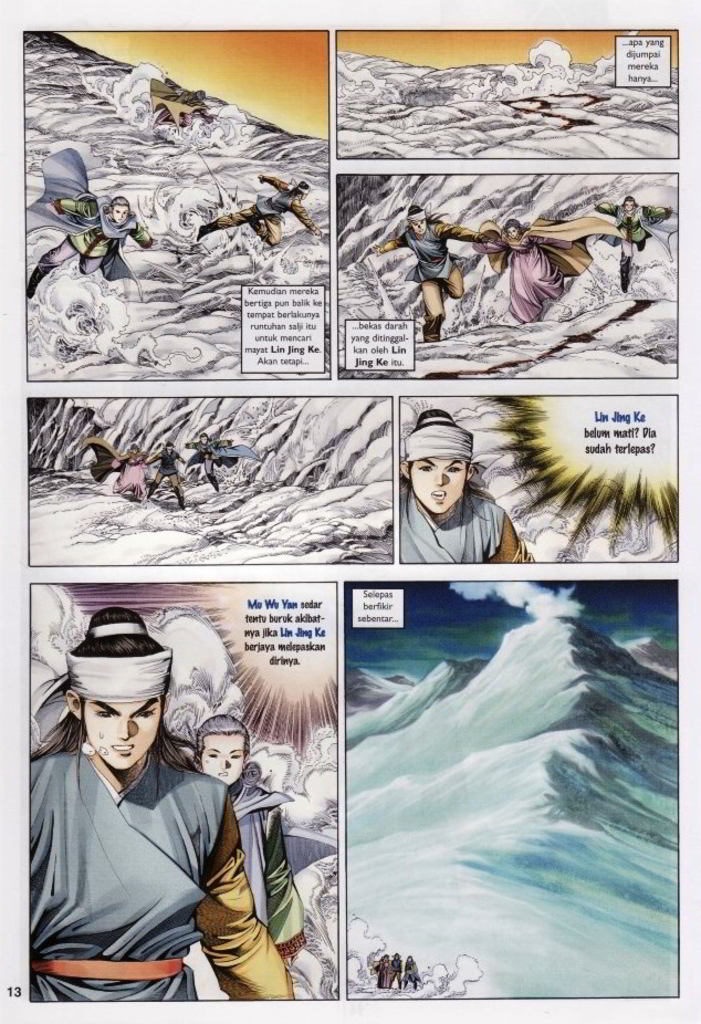 Kemudian mereka
bertiga pun balik ke
tempat berlakunya
runtuhan salji itu
untuk mencari
mayat Lin Jing Ke.
Akan tetapi...
...apa yang
dijumpai
mereka
hanya...
...bekas darah
yang ditinggal-
kan oleh Lin
Jing Ke itu.
Lin Jing Ke
belum mati? Dia
sudah terlepas?
Mu Wu Yan sedar
tentu buruk akibat-
nya jika Lin Jing Ke
berjaya melepaskan
dirinya.
Selepas
berfikir
sebentar...
13